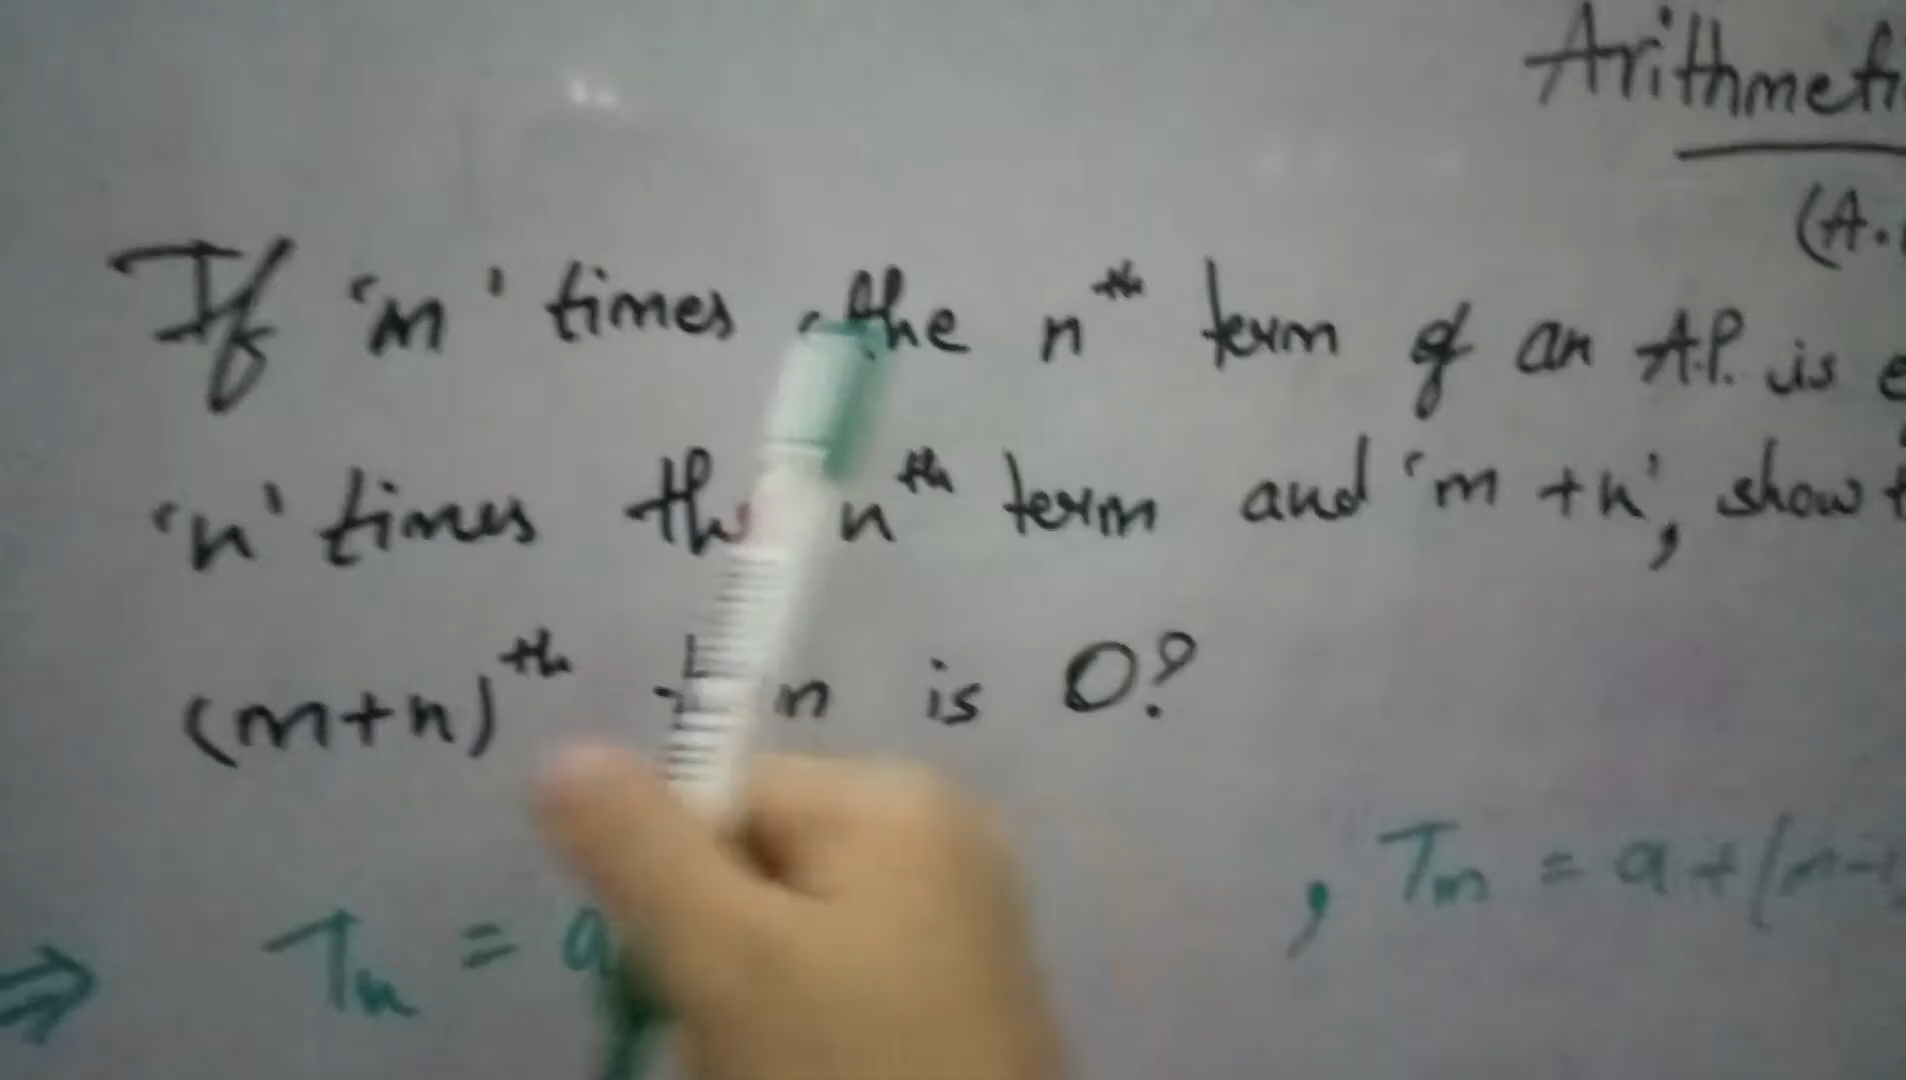 Arithmeti
(A.
If 'm' times the nth term of an A.P. is e
'n' times the nth term and 'm+n', show t
(m+n)th is 0?
, Tm = a+(m-1
⇒ Tn = a